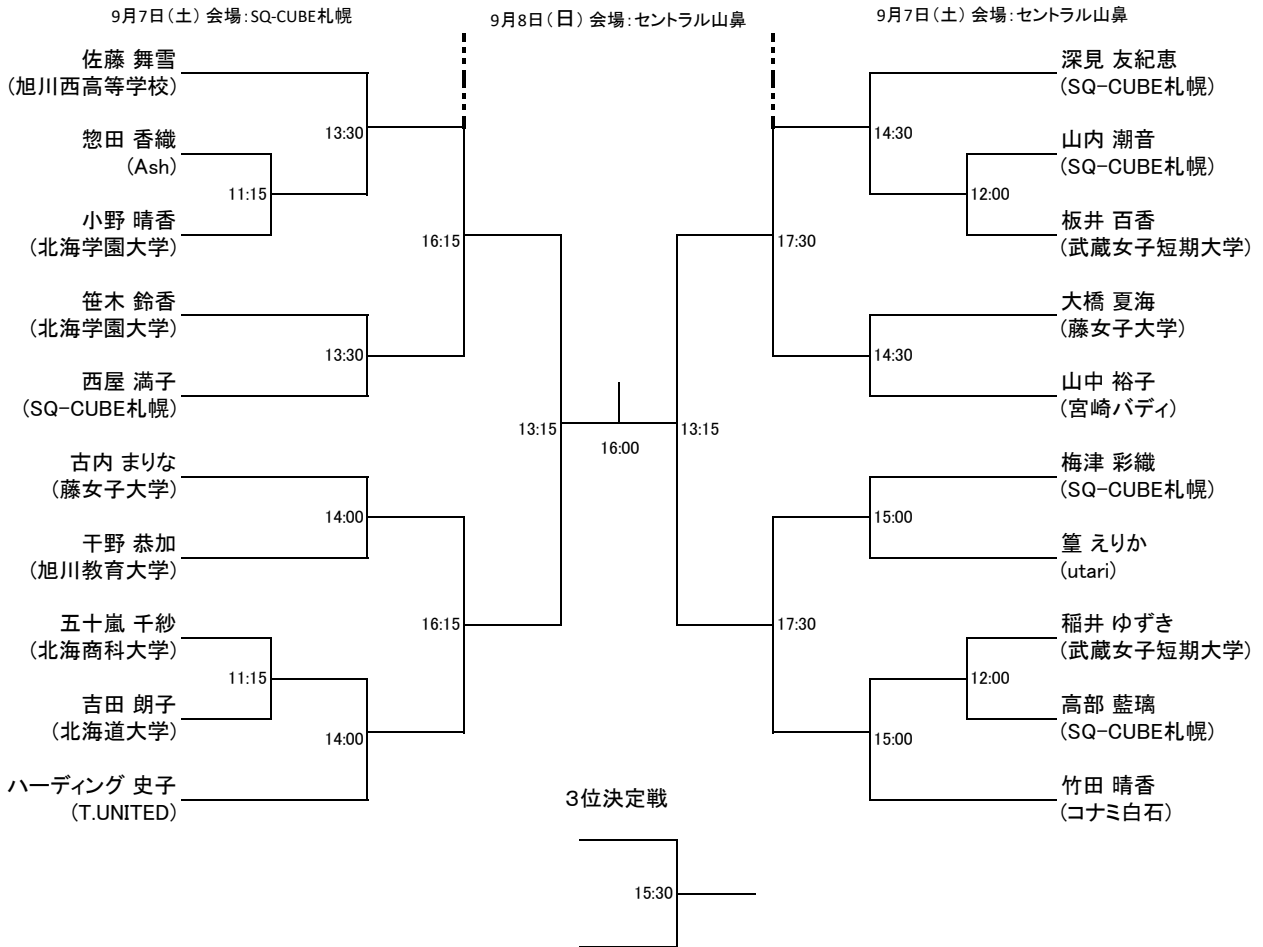 9月7日(土) 会場:SQ-CUBE札幌
9月8日(日) 会場:セントラル山鼻
9月7日(土) 会場:セントラル山鼻
佐藤 舞雪
(旭川西高等学校)
惣田 香織
(Ash)
小野 晴香
(北海学園大学)
笹木 鈴香
(北海学園大学)
西屋 満子
(SQ-CUBE札幌)
古内 まりな
(藤女子大学)
干野 恭加
(旭川教育大学)
五十嵐 千紗
(北海商科大学)
吉田 朗子
(北海道大学)
ハーディング 史子
(T.UNITED)
13:30
11:15
16:15
13:30
14:00
16:15
11:15
14:00
13:15
16:00
13:15
17:30
14:30
12:00
14:30
15:00
17:30
12:00
15:00
深見 友紀恵
(SQ-CUBE札幌)
山内 潮音
(SQ-CUBE札幌)
板井 百香
(武蔵女子短期大学)
大橋 夏海
(藤女子大学)
山中 裕子
(宮崎バディ)
梅津 彩織
(SQ-CUBE札幌)
篁 えりか
(utari)
稲井 ゆずき
(武蔵女子短期大学)
高部 藍璃
(SQ-CUBE札幌)
竹田 晴香
(コナミ白石)
3位決定戦
15:30